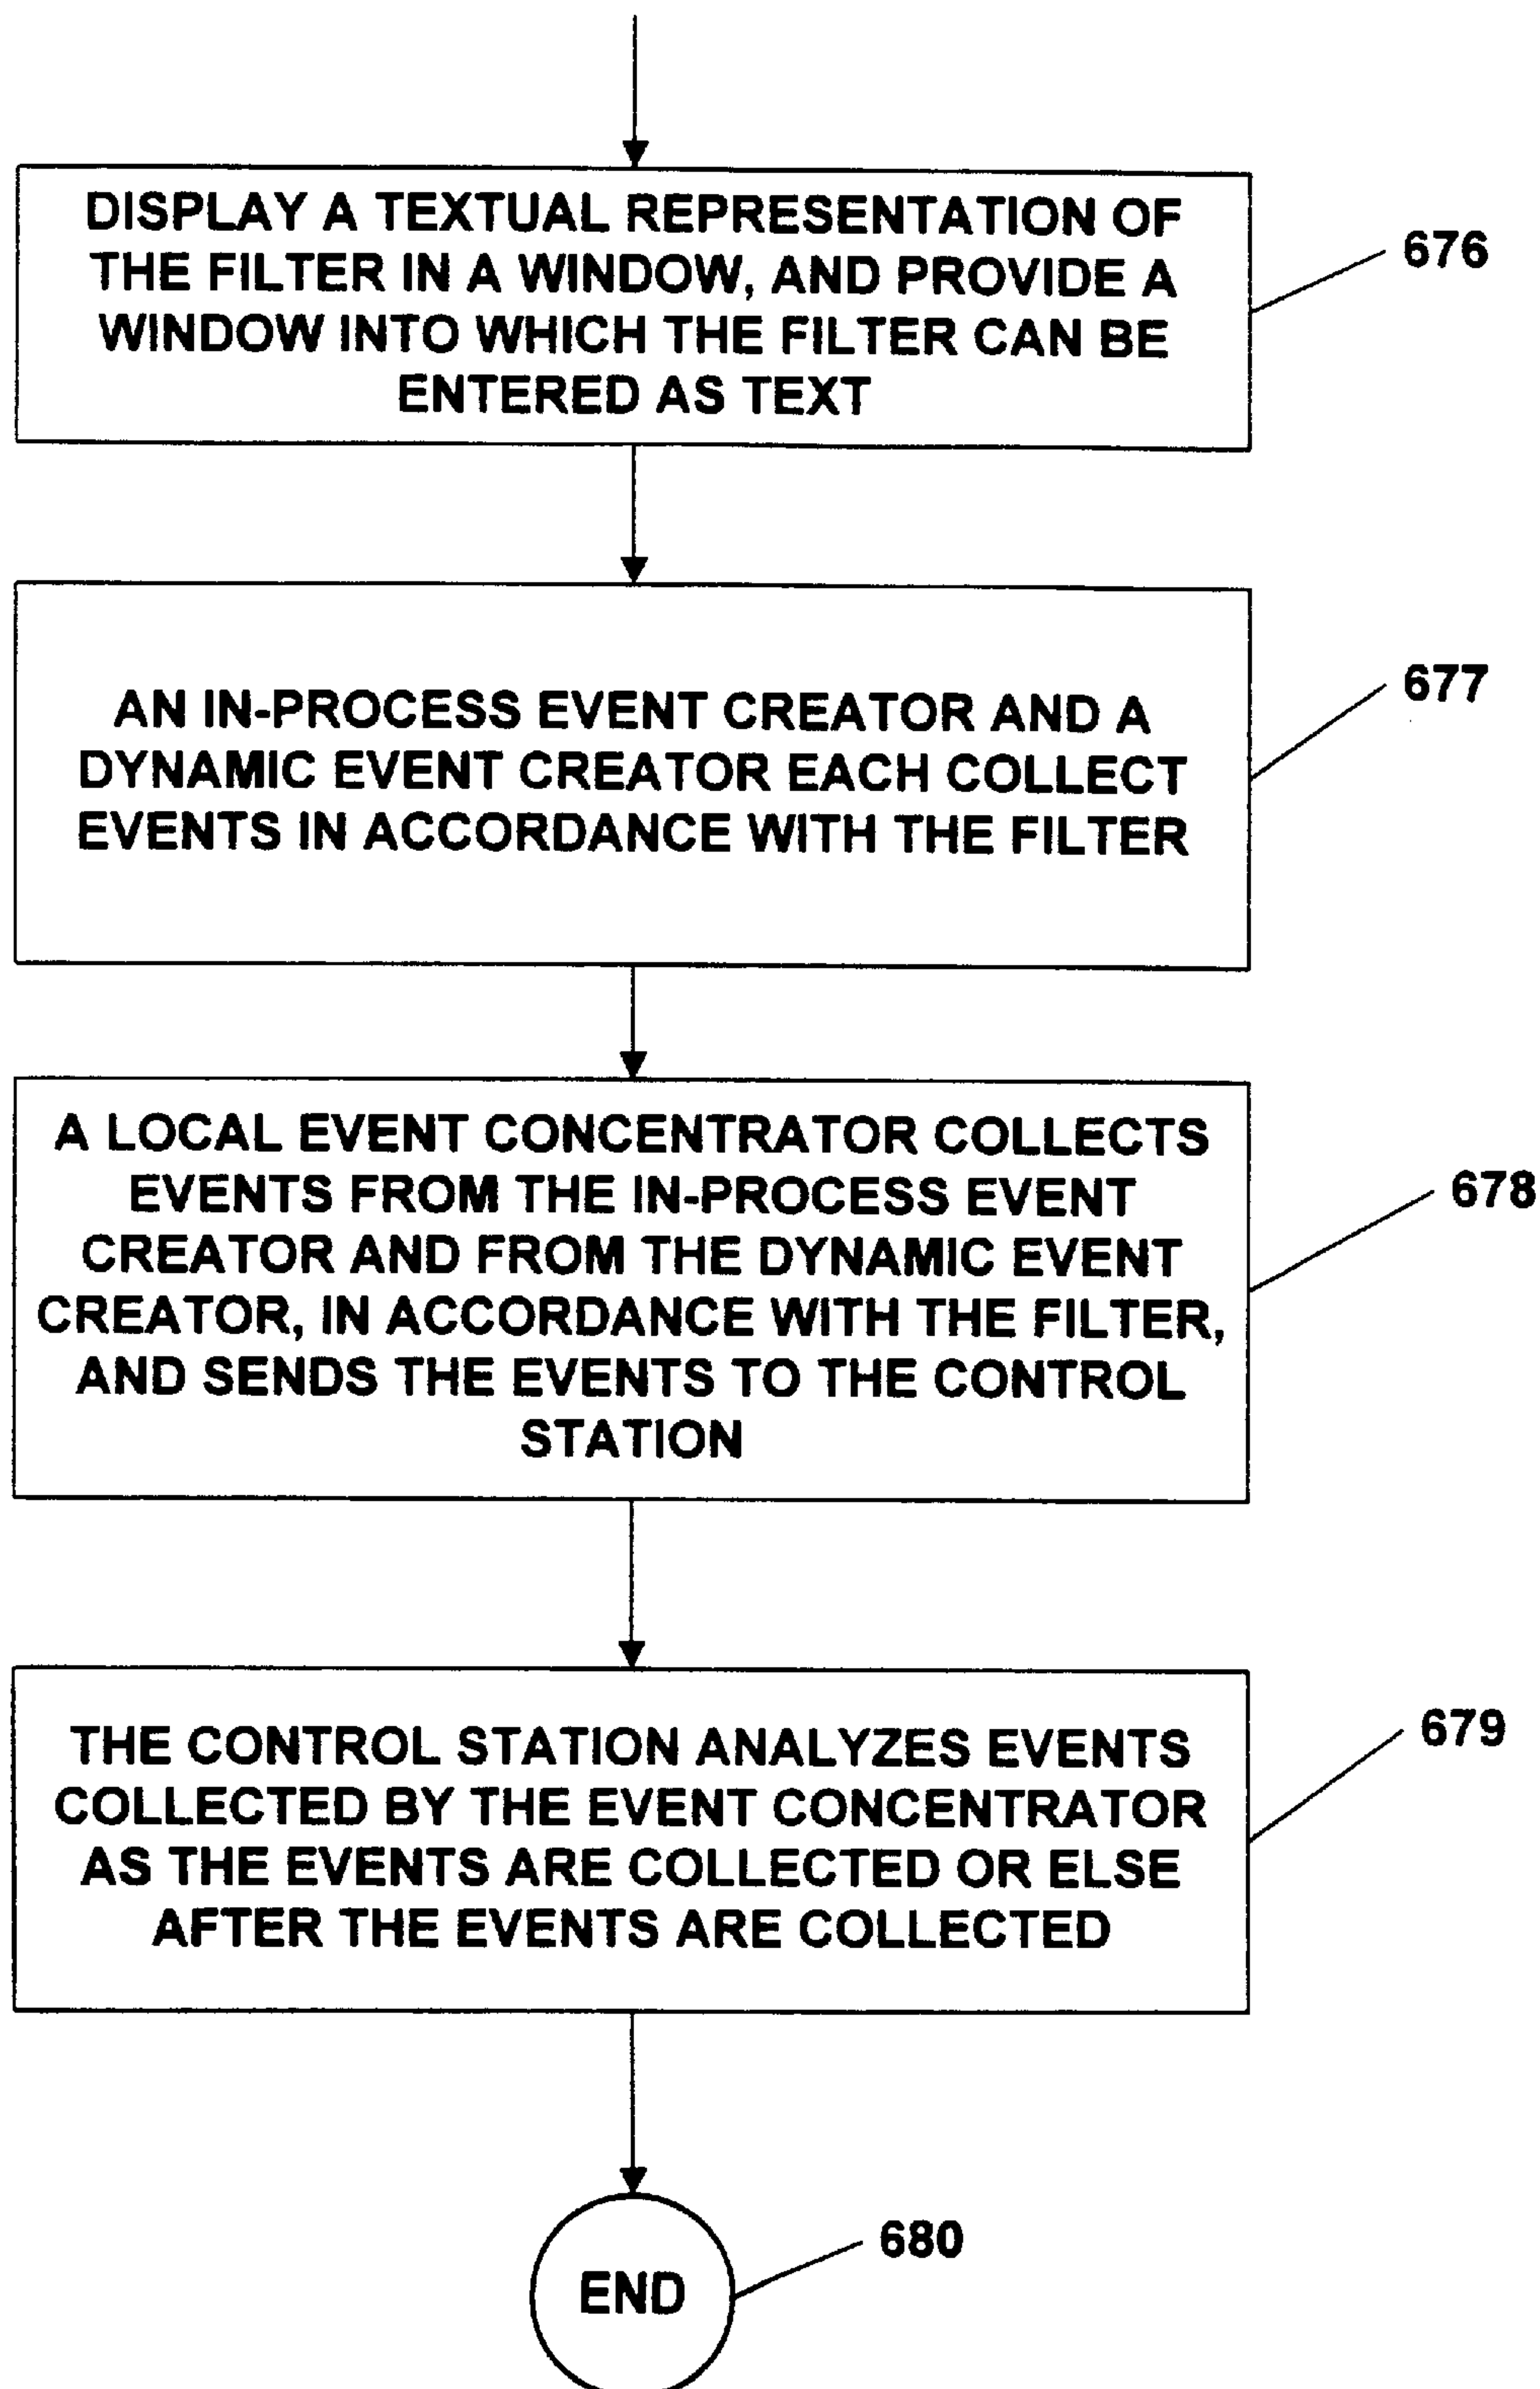 DISPLAY A TEXTUAL REPRESENTATION OF
THE FILTER IN A WINDOW, AND PROVIDE A
WINDOW INTO WHICH THE FILTER CAN BE
ENTERED AS TEXT
676
AN IN-PROCESS EVENT CREATOR AND A
DYNAMIC EVENT CREATOR EACH COLLECT
EVENTS IN ACCORDANCE WITH THE FILTER
677
A LOCAL EVENT CONCENTRATOR COLLECTS
EVENTS FROM THE IN-PROCESS EVENT
CREATOR AND FROM THE DYNAMIC EVENT
CREATOR, IN ACCORDANCE WITH THE FILTER,
AND SENDS THE EVENTS TO THE CONTROL
STATION
678
THE CONTROL STATION ANALYZES EVENTS
COLLECTED BY THE EVENT CONCENTRATOR
AS THE EVENTS ARE COLLECTED OR ELSE
AFTER THE EVENTS ARE COLLECTED
679
END
680